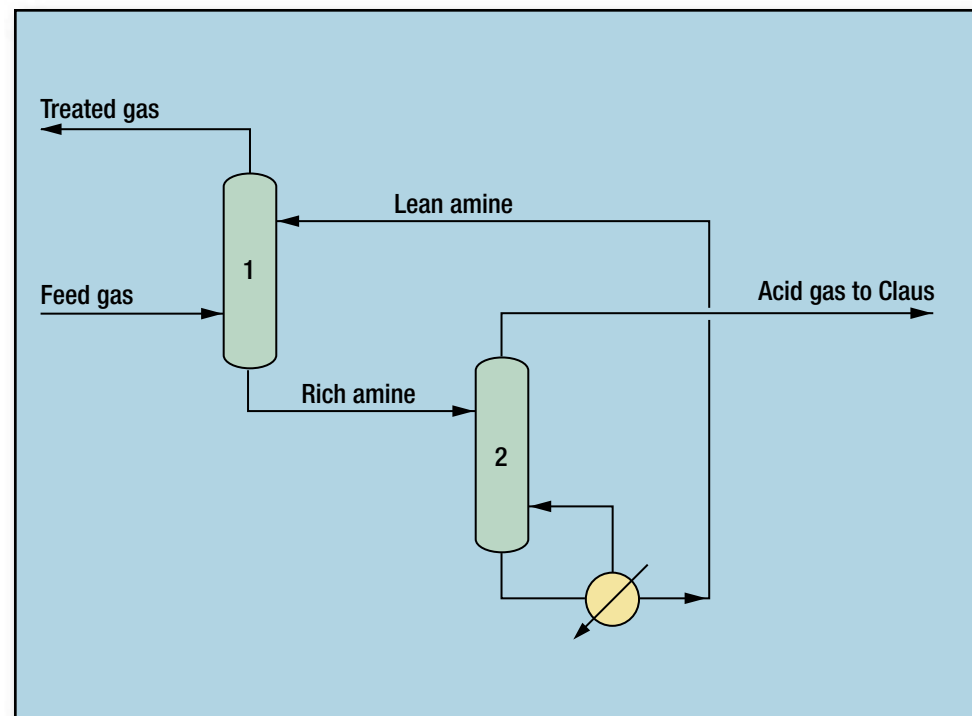 Treated gas
Lean amine
1
Feed gas
Acid gas to Claus
Rich amine
2